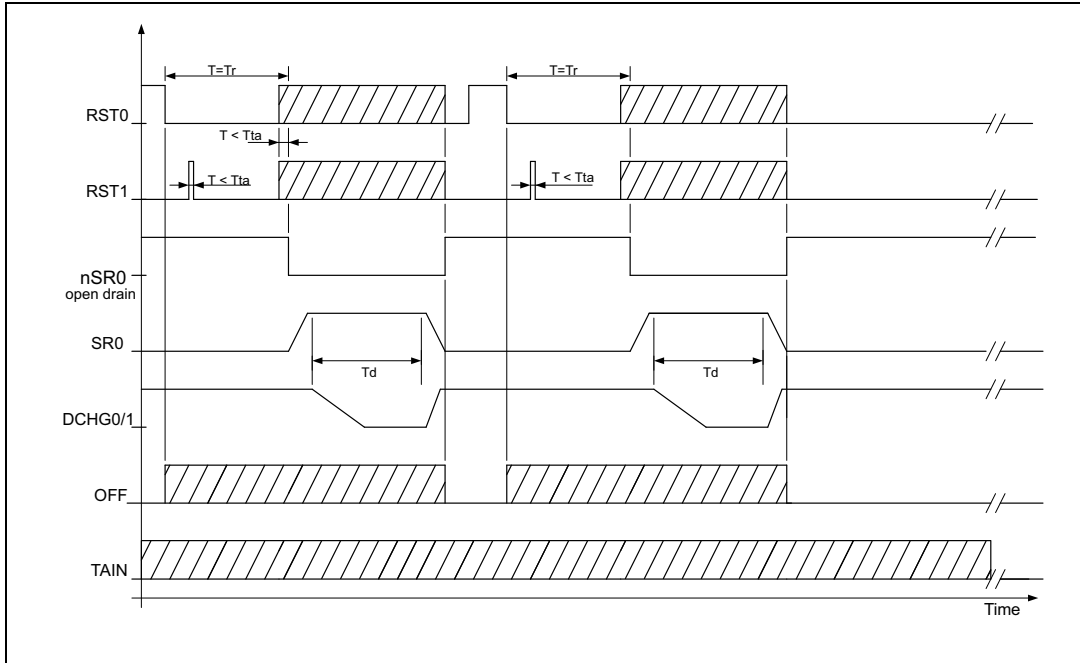 T=Tr
T=Tr
RST0
T < Tta
T < Tta
T < Tta
RST1
nSR0
open drain
SR0
Td
Td
DCHG0/1
OFF
TAIN
Time